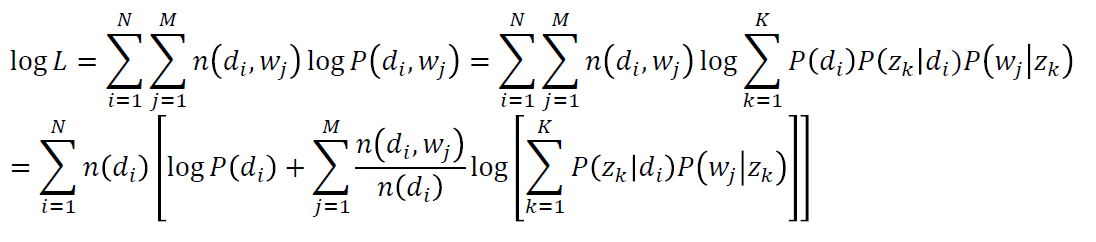 log L = ∑_{i=1}^{N} ∑_{j=1}^{M} n(d_i, w_j) log P(d_i, w_j) = ∑_{i=1}^{N} ∑_{j=1}^{M} n(d_i, w_j) log ∑_{k=1}^{K} P(d_i)P(z_k|d_i)P(w_j|z_k)
= ∑_{i=1}^{N} n(d_i) [log P(d_i) + ∑_{j=1}^{M} \frac{n(d_i, w_j)}{n(d_i)} log [∑_{k=1}^{K} P(z_k|d_i)P(w_j|z_k)]]